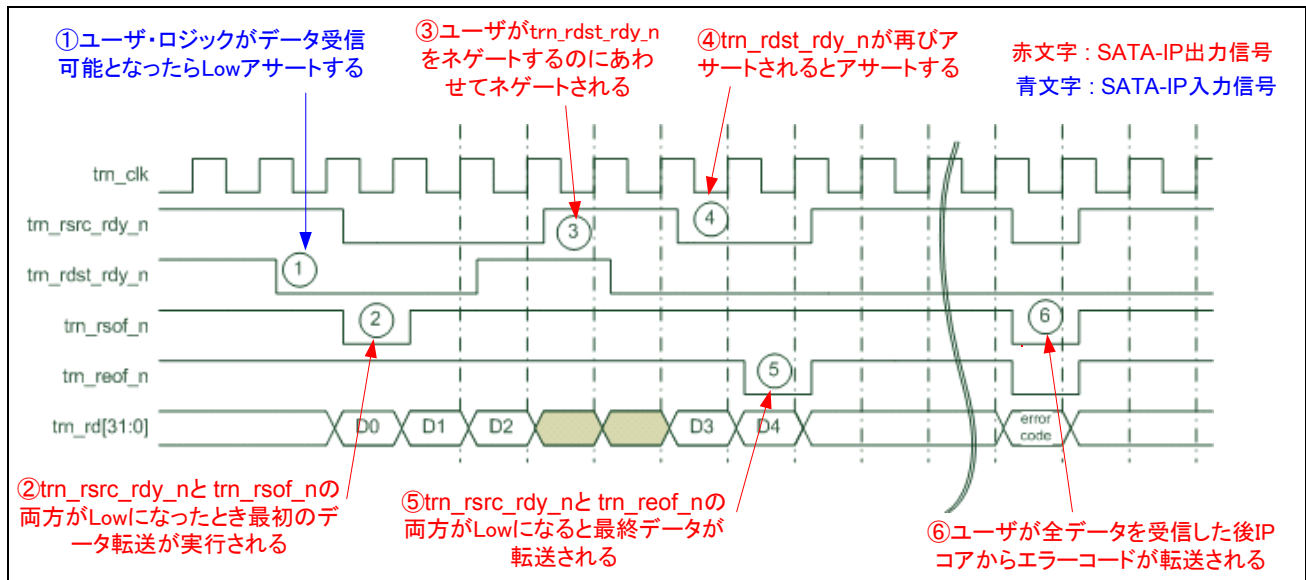 ①ユーザ・ロジックがデータ受信
可能となったらLowアサートする
③ユーザがtrn_rdst_rdy_n
をネゲートするのにあわ
せてネゲートされる
④trn_rdst_rdy_nが再びア
サートされるとアサートする
赤文字 : SATA-IP出力信号
青文字 : SATA-IP入力信号
trn_clk
trn_rsrc_rdy_n
3
4
trn_rdst_rdy_n
1
trn_rsof_n
2
6
trn_reof_n
5
trn_rd[31:0]
D0
D1
D2
D3
D4
error
code
②trn_rsrc_rdy_nと trn_rsof_nの
両方がLowになったとき最初のデ
ータ転送が実行される
⑤trn_rsrc_rdy_nと trn_reof_nの
両方がLowになると最終データが
転送される
⑥ユーザが全データを受信した後IP
コアからエラーコードが転送される